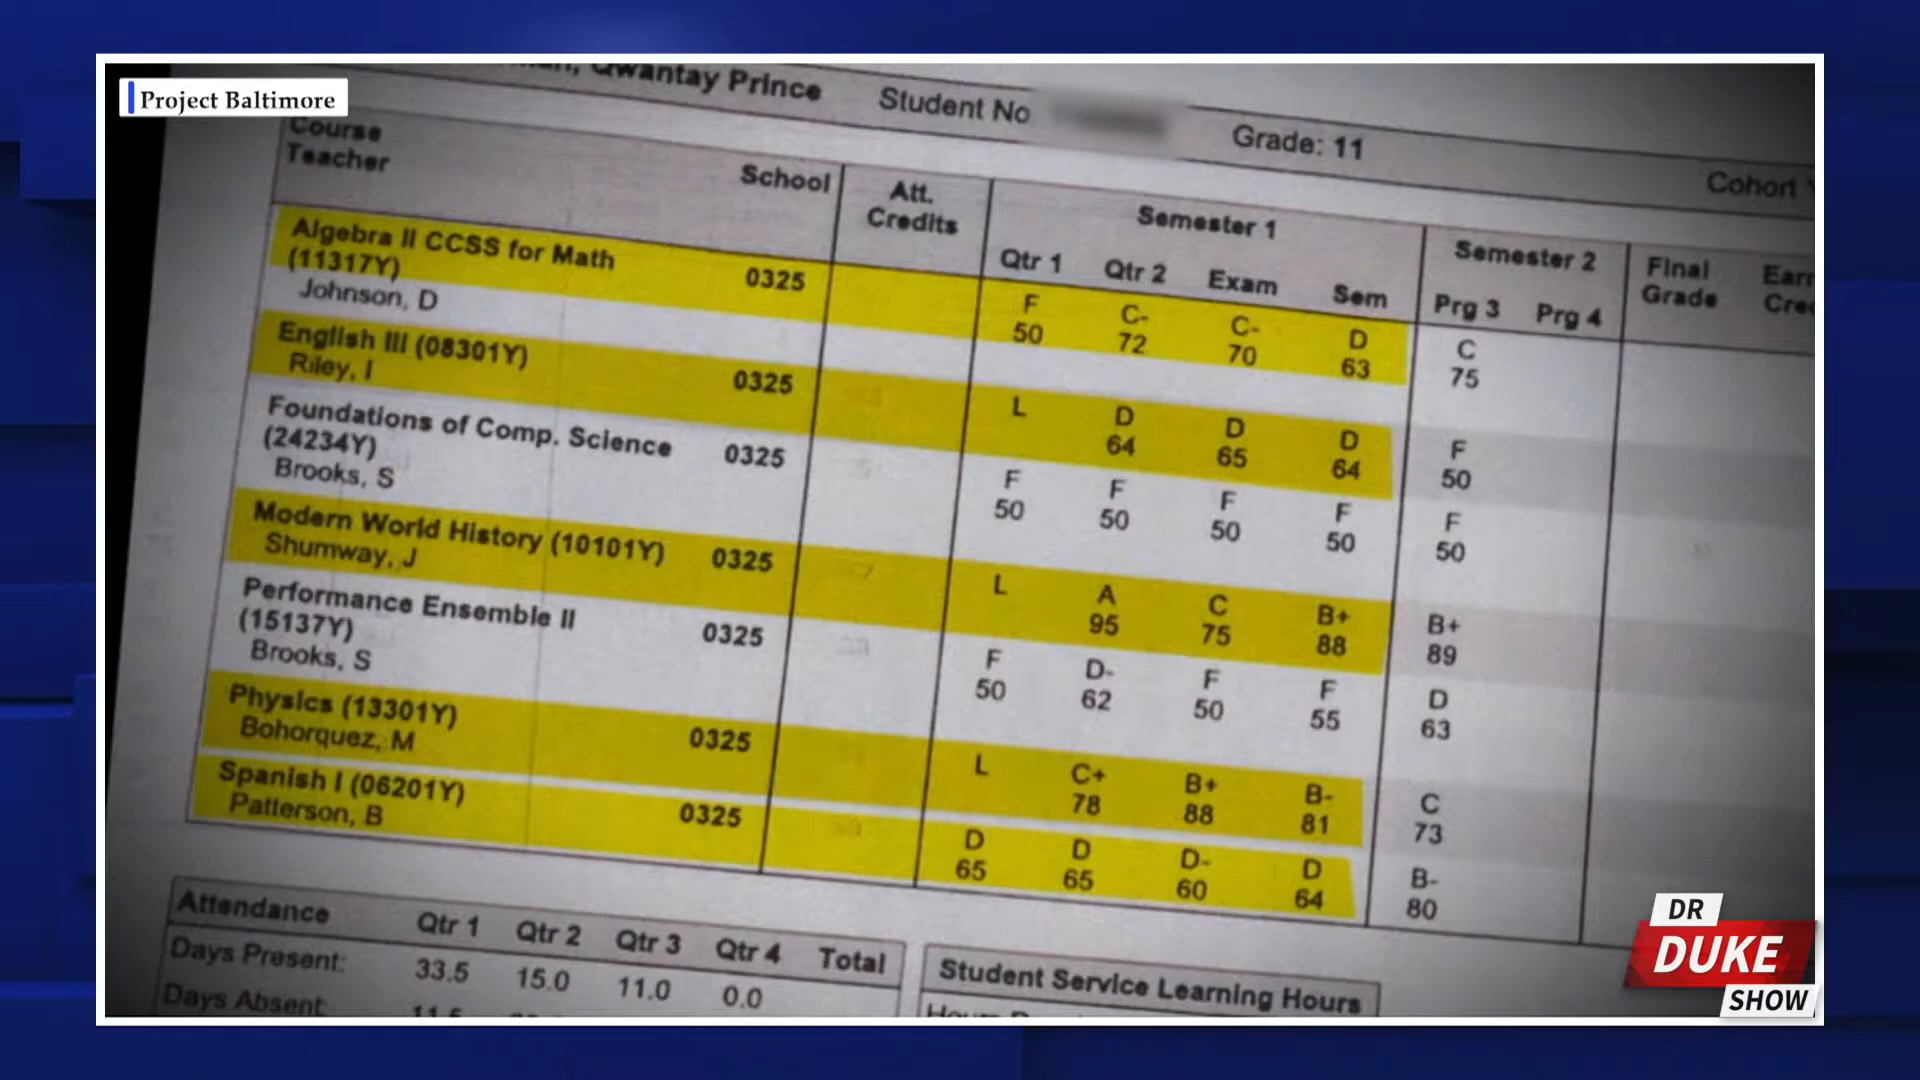 Project Baltimore
Qwantay Prince Student No Grade: 11
Cohort
Course
Teacher School Att. Credits Semester 1 Semester 2 Final Grade
Qtr 1 Qtr 2 Exam Sem Prg 3 Prg 4
Algebra II CCSS for Math 0325 F C- C- D C
(11317Y) 50 72 70 63 75
Johnson, D
English III (08301Y) 0325 L D D D F
Riley, I 64 65 64 50
Foundations of Comp. Science 0325 F F F F F
(24234Y) 50 50 50 50 50
Brooks, S
Modern World History (10101Y) 0325 L A C B+ B+
Shumway, J 95 75 88 89
Performance Ensemble II 0325 F D- F F D
(15137Y) 50 62 50 55 63
Brooks, S
Physics (13301Y) 0325 L C+ B+ B- C
Bohorquez, M 78 88 81 73
Spanish I (06201Y) 0325 D D D- D B-
Patterson, B 65 65 60 64 80
Attendance Qtr 1 Qtr 2 Qtr 3 Qtr 4 Total
Days Present: 33.5 15.0 11.0 0.0
Days Absent:
Student Service Learning Hours
DR
DUKE
SHOW